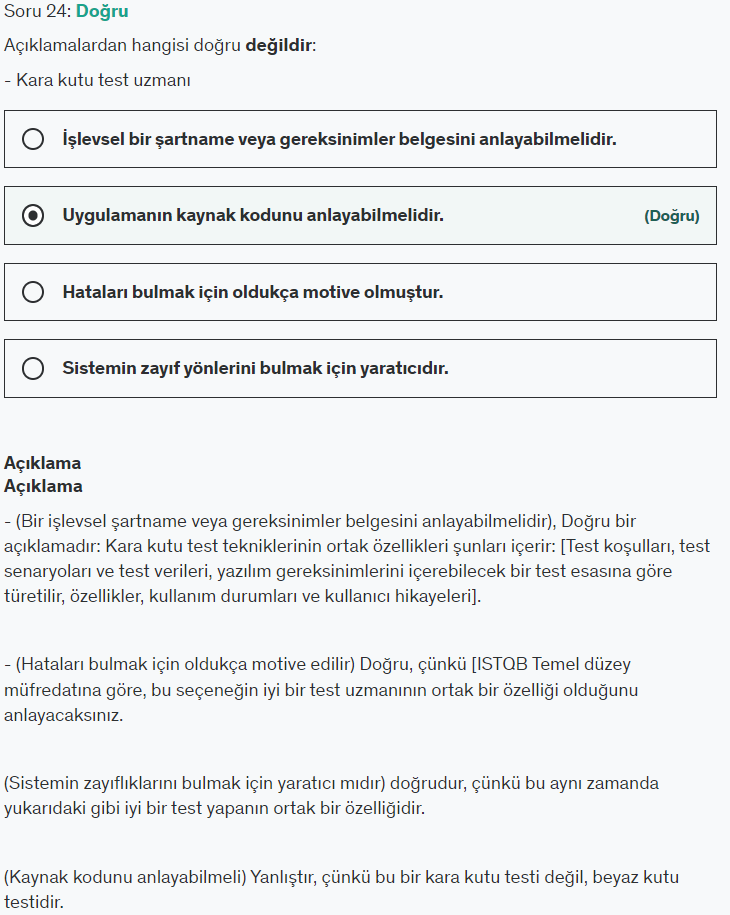 Soru 24: Doğru
Açıklamalardan hangisi doğru değildir:
- Kara kutu test uzmanı
İşlevsel bir şartname veya gereksinimler belgesini anlayabilmelidir.
Uygulamanın kaynak kodunu anlayabilmelidir. (Doğru)
Hataları bulmak için oldukça motive olmuştur.
Sistemin zayıf yönlerini bulmak için yaratıcıdır.
Açıklama
Açıklama
- (Bir işlevsel şartname veya gereksinimler belgesini anlayabilmelidir), Doğru bir
açıklamadır: Kara kutu test tekniklerinin ortak özellikleri şunları içerir: [Test koşulları, test
senaryoları ve test verileri, yazılım gereksinimlerini içerebilecek bir test esasına göre
türetilir, özellikler, kullanım durumları ve kullanıcı hikayeleri].
- (Hataları bulmak için oldukça motive edilir) Doğru, çünkü [ISTQB Temel düzey
müfredatına göre, bu seçeneğin iyi bir test uzmanının ortak bir özelliği olduğunu
anlayacaksınız.
(Sistemin zayıflıklarını bulmak için yaratıcı mıdır) doğrudur, çünkü bu aynı zamanda
yukarıdaki gibi iyi bir test yapanın ortak bir özelliğidir.
(Kaynak kodunu anlayabilmeli) Yanlıştır, çünkü bu bir kara kutu testi değil, beyaz kutu
testidir.